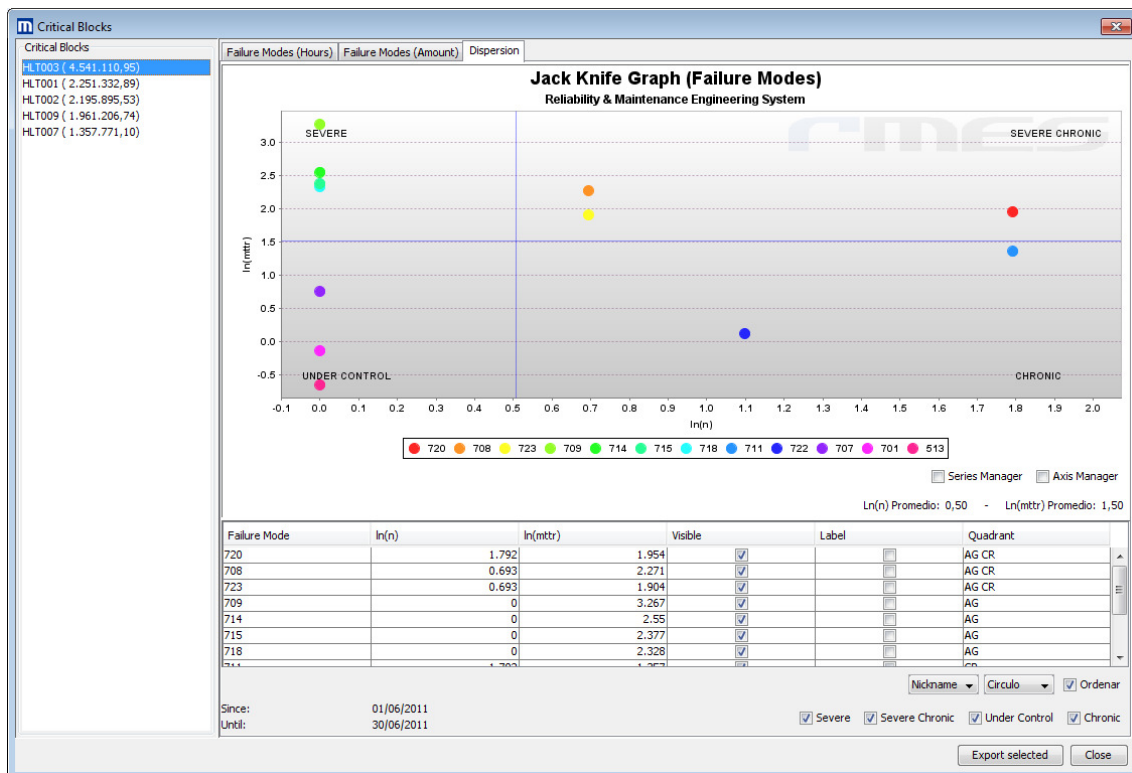 m Critical Blocks
Critical Blocks
HLT003 ( 4.541.110,95)
HLT001 ( 2.251.332,89)
HLT002 ( 2.195.895,53)
HLT009 ( 1.961.206,74)
HLT007 ( 1.357.771,10)
Failure Modes (Hours) Failure Modes (Amount) Dispersion
Jack Knife Graph (Failure Modes)
Reliability & Maintenance Engineering System
rmes
SEVERE SEVERE CHRONIC
3.0
2.5
2.0
1.5
1.0
0.5
0.0
-0.5
ln(mttr)
UNDER CONTROL CHRONIC
-0.1 0.0 0.1 0.2 0.3 0.4 0.5 0.6 0.7 0.8 0.9 1.0 1.1 1.2 1.3 1.4 1.5 1.6 1.7 1.8 1.9 2.0
ln(n)
720 708 723 709 714 715 718 711 722 707 701 513
Series Manager Axis Manager
Ln(n) Promedio: 0,50 - Ln(mttr) Promedio: 1,50
Failure Mode ln(n) ln(mttr) Visible Label Quadrant
720 1.792 1.954 AG CR
708 0.693 2.271 AG CR
723 0.693 1.904 AG CR
709 0 3.267 AG
714 0 2.55 AG
715 0 2.377 AG
718 0 2.328 AG
711 1.792 1.357 CR
Nickname Circulo Ordenar
Since: 01/06/2011
Until: 30/06/2011
Severe Severe Chronic Under Control Chronic
Export selected Close